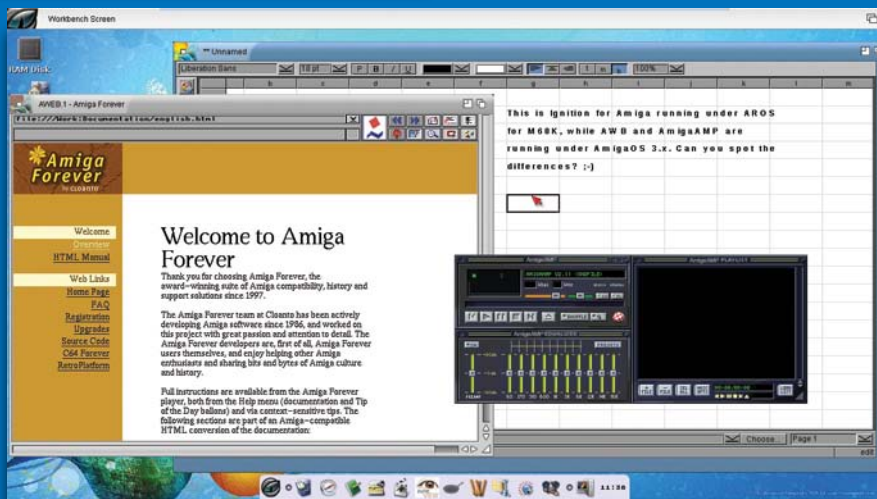 Workbench Screen
RAM Disk
** Unnamed
Liberation Sans
18 pt
P B I U
100%
g h i l m
This is Ignition for Amiga running under AROS
for M68K, while AWB and AmigaAMP are
running under AmigaOS 3.x. Can you spot the
differences? ;-)
AWEB.1 - Amiga Forever
file:///Work:Documentation/english.html
Amiga
Forever
by CLOANTO
Welcome
Overview
HTML Manual
Web Links
Home Page
FAQ
Registration
Upgrades
Source Code
C64 Forever
RetroPlatform
Welcome to Amiga
Forever
Thank you for choosing Amiga Forever, the
award-winning suite of Amiga compatibility, history and
support solutions since 1997.
The Amiga Forever team at Cloanto has been actively
developing Amiga software since 1986, and worked on
this project with great passion and attention to detail. The
Amiga Forever developers are, first of all, Amiga Forever
users themselves, and enjoy helping other Amiga
enthusiasts and sharing bits and bytes of Amiga culture
and history.
Full instructions are available from the Amiga Forever
player, both from the Help menu (documentation and Tip
of the Day ballons) and via context-sensitive tips. The
following sections are part of an Amiga-compatible
HTML conversion of the documentation:
AmigaAMP
AmigaAMP PLAYLIST
SHUFFLE
AmigaAMP EQUALIZER
PRESETS
Choose...
Page 1
edit
11:36